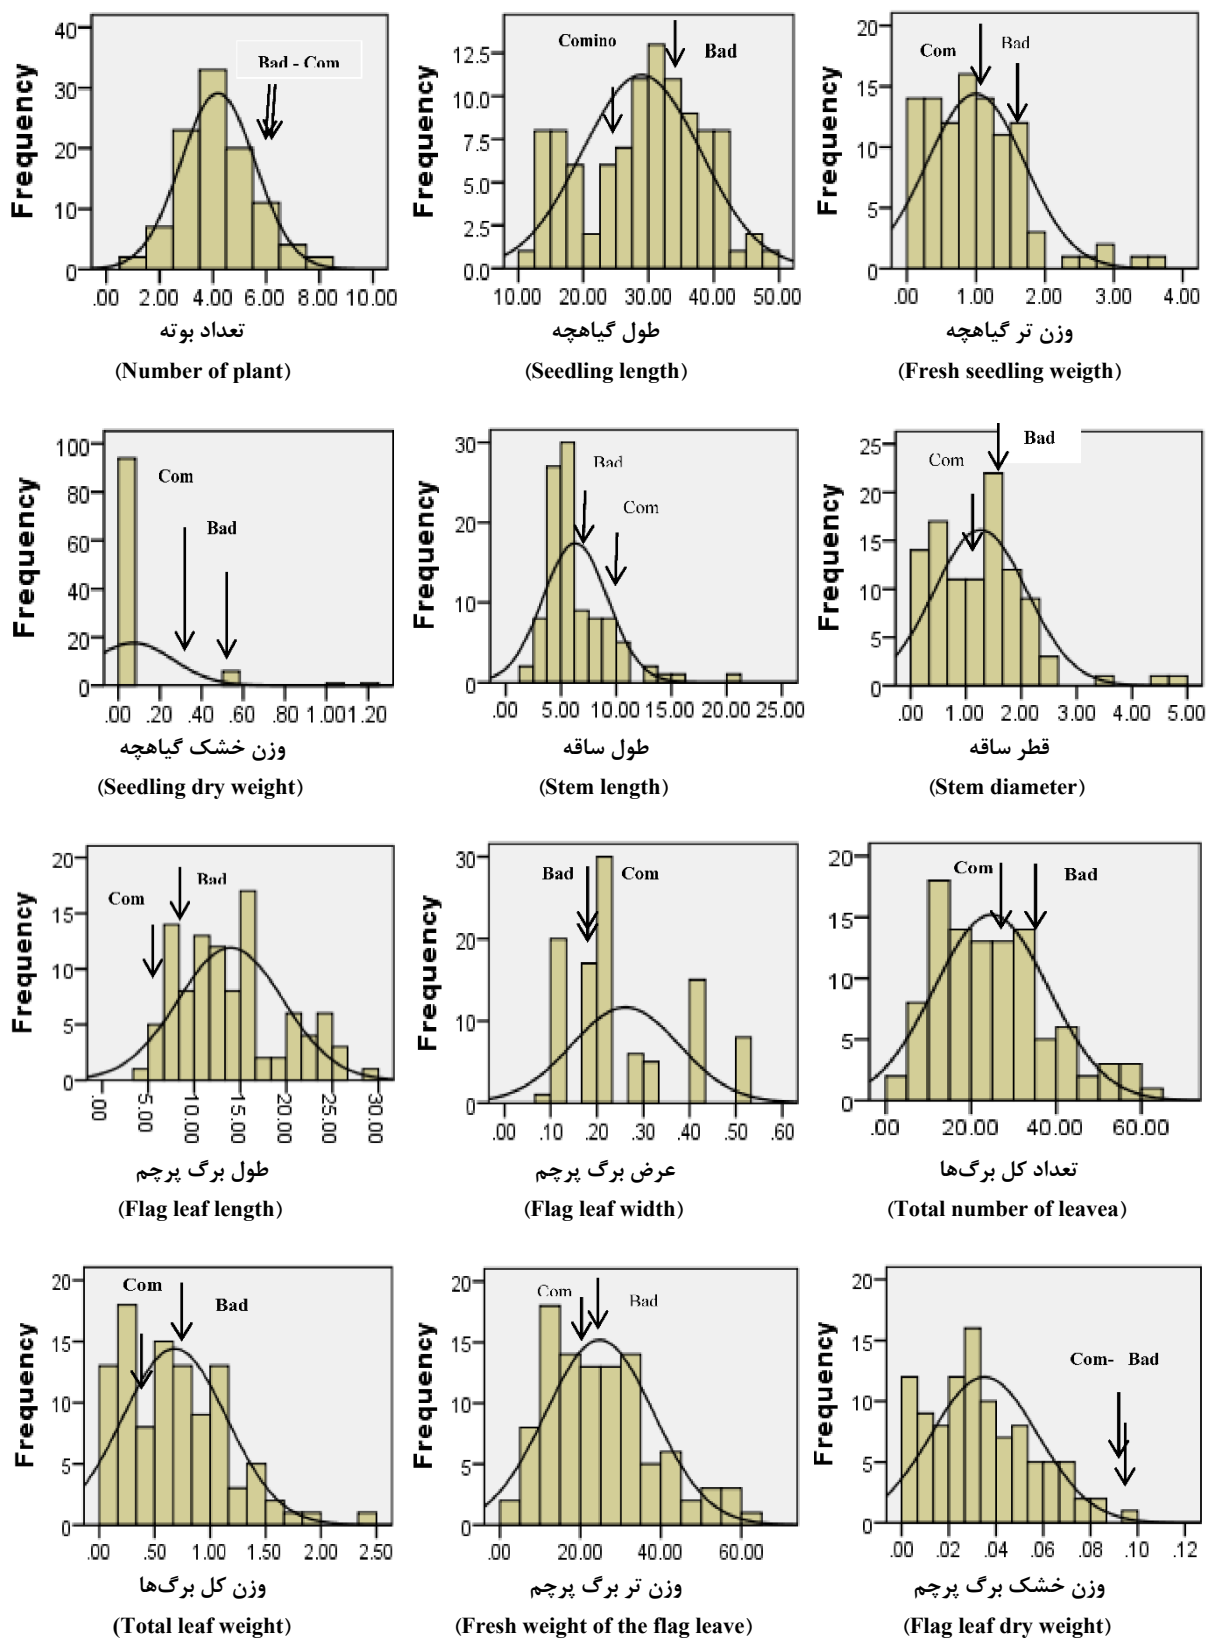 40
30
20
10
0
Frequency
Bad - Com
.00 2.00 4.00 6.00 8.00 10.00
تعداد بوته
(Number of plant)
12.5
10.0
7.5
5.0
2.5
0.0
Frequency
Comino
Bad
10.00 20.00 30.00 40.00 50.00
طول گیاهچه
(Seedling length)
20
15
10
5
0
Frequency
Com
Bad
.00 1.00 2.00 3.00 4.00
وزن تر گیاهچه
(Fresh seedling weigth)
100
80
60
40
20
0
Frequency
Com
Bad
.00 .20 .40 .60 .80 1.00 1.20
وزن خشک گیاهچه
(Seedling dry weight)
30
20
10
0
Frequency
Bad
Com
.00 5.00 10.00 15.00 20.00 25.00
طول ساقه
(Stem length)
25
20
15
10
5
0
Frequency
Com
Bad
.00 1.00 2.00 3.00 4.00 5.00
قطر ساقه
(Stem diameter)
20
15
10
5
0
Frequency
Com
Bad
.00 5.00 10.00 15.00 20.00 25.00 30.00
طول برگ پرچم
(Flag leaf length)
30
20
10
0
Frequency
Bad
Com
.00 .10 .20 .30 .40 .50 .60
عرض برگ پرچم
(Flag leaf width)
20
15
10
5
0
Frequency
Com
Bad
.00 20.00 40.00 60.00
تعداد کل برگ‌ها
(Total number of leavea)
20
15
10
5
0
Frequency
Com
Bad
.00 .50 1.00 1.50 2.00 2.50
وزن کل برگ‌ها
(Total leaf weight)
20
15
10
5
0
Frequency
Com
Bad
.00 20.00 40.00 60.00
وزن تر برگ پرچم
(Fresh weight of the flag leave)
20
15
10
5
0
Frequency
Com- Bad
.00 .02 .04 .06 .08 .10 .12
وزن خشک برگ پرچم
(Flag leaf dry weight)